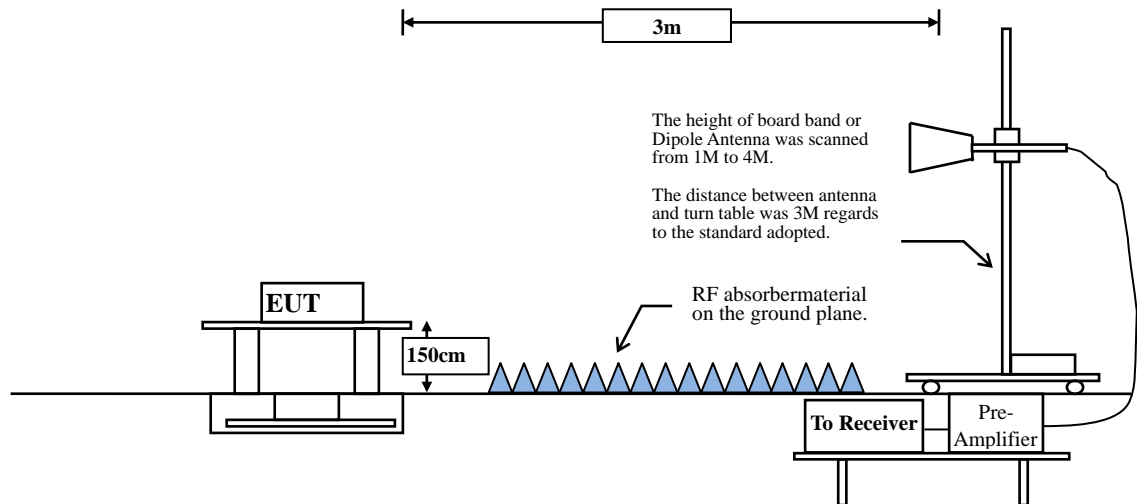 3m
The height of board band or
Dipole Antenna was scanned
from 1M to 4M.
The distance between antenna
and turn table was 3M regards
to the standard adopted.
EUT
RF absorbermaterial
on the ground plane.
150cm
To Receiver
Pre-
Amplifier